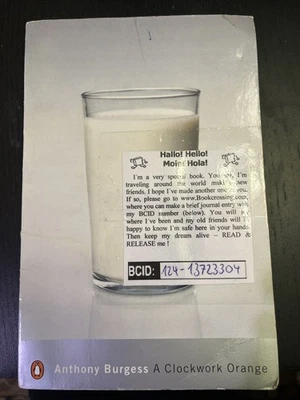 Hallo! Hello!
Moin! Hola!
I'm a very special book. You see, I'm
traveling around the world making new
friends. I hope I've made another one in you.
If so, please go to www.Bookcrossing.com,
where you can make a brief journal entry with
my BCID number (below). You will see
where I've been and my old friends will be
happy to know I'm safe here in your hands.
Then keep my dream alive – READ &
RELEASE me !
BCID: 124-13723304
Anthony Burgess A Clockwork Orange